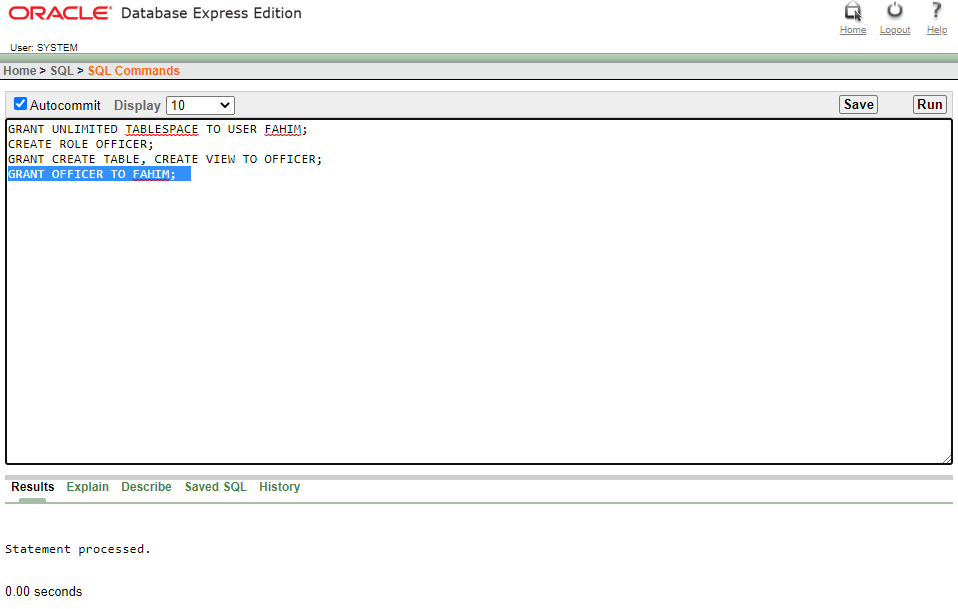 ORACLE Database Express Edition
Home Logout Help
User: SYSTEM
Home > SQL > SQL Commands
Autocommit Display 10 Save Run
GRANT UNLIMITED TABLESPACE TO USER FAHIM;
CREATE ROLE OFFICER;
GRANT CREATE TABLE, CREATE VIEW TO OFFICER;
GRANT OFFICER TO FAHIM;
Results Explain Describe Saved SQL History
Statement processed.
0.00 seconds